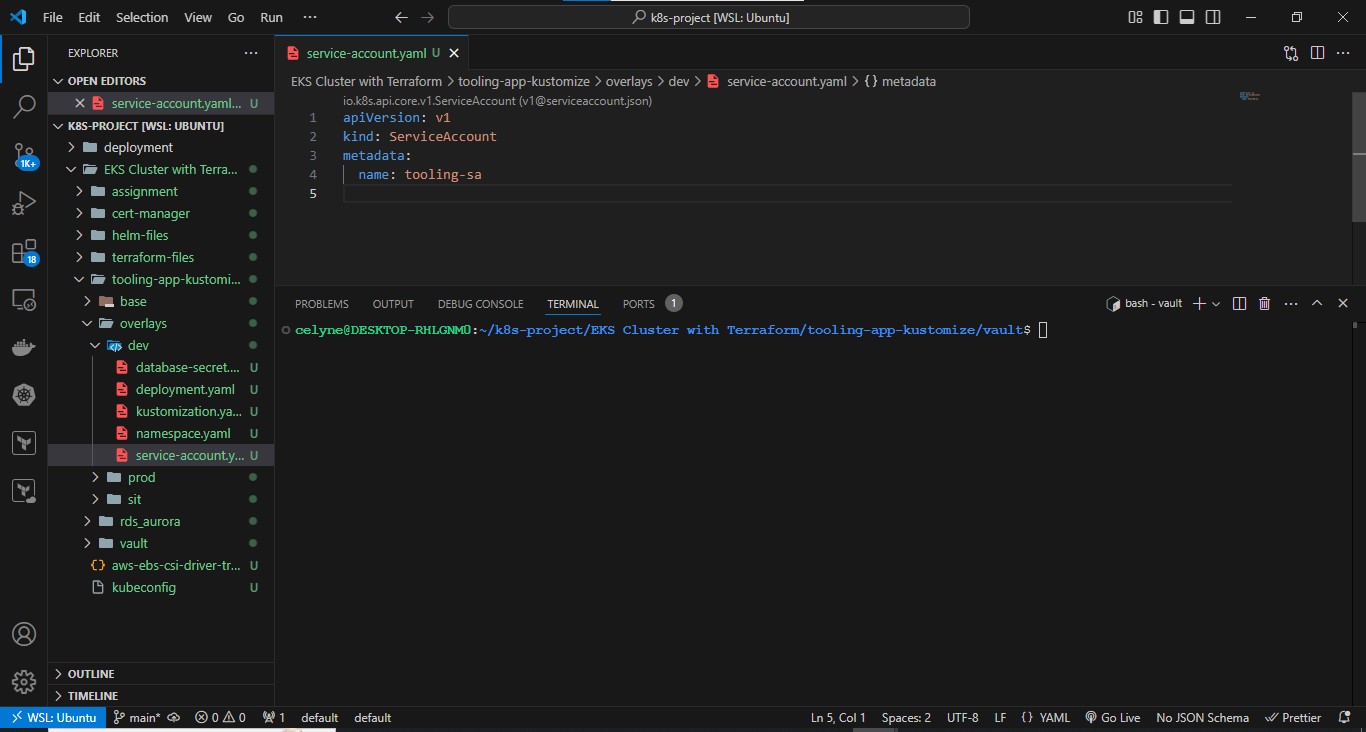 File Edit Selection View Go Run ···
k8s-project [WSL: Ubuntu]
EXPLORER ···
OPEN EDITORS
service-account.yaml... U
K8S-PROJECT [WSL: UBUNTU]
deployment
EKS Cluster with Terra...
assignment
cert-manager
helm-files
terraform-files
tooling-app-kustomi...
base
overlays
dev
database-secret.... U
deployment.yaml U
kustomization.ya... U
namespace.yaml U
service-account.y... U
prod
sit
rds_aurora
vault
aws-ebs-csi-driver-tr... U
kubeconfig U
OUTLINE
TIMELINE
1K+
18
service-account.yaml U
EKS Cluster with Terraform > tooling-app-kustomize > overlays > dev > service-account.yaml > {} metadata
io.k8s.api.core.v1.ServiceAccount (v1@serviceaccount.json)
1 apiVersion: v1
2 kind: ServiceAccount
3 metadata:
4 name: tooling-sa
5
PROBLEMS OUTPUT DEBUG CONSOLE TERMINAL PORTS 1
bash - vault
celyne@DESKTOP-RHLGNM0:~/k8s-project/EKS Cluster with Terraform/tooling-app-kustomize/vault$
WSL: Ubuntu main* 0 0 1 default default
Ln 5, Col 1 Spaces: 2 UTF-8 LF {} YAML Go Live No JSON Schema Prettier